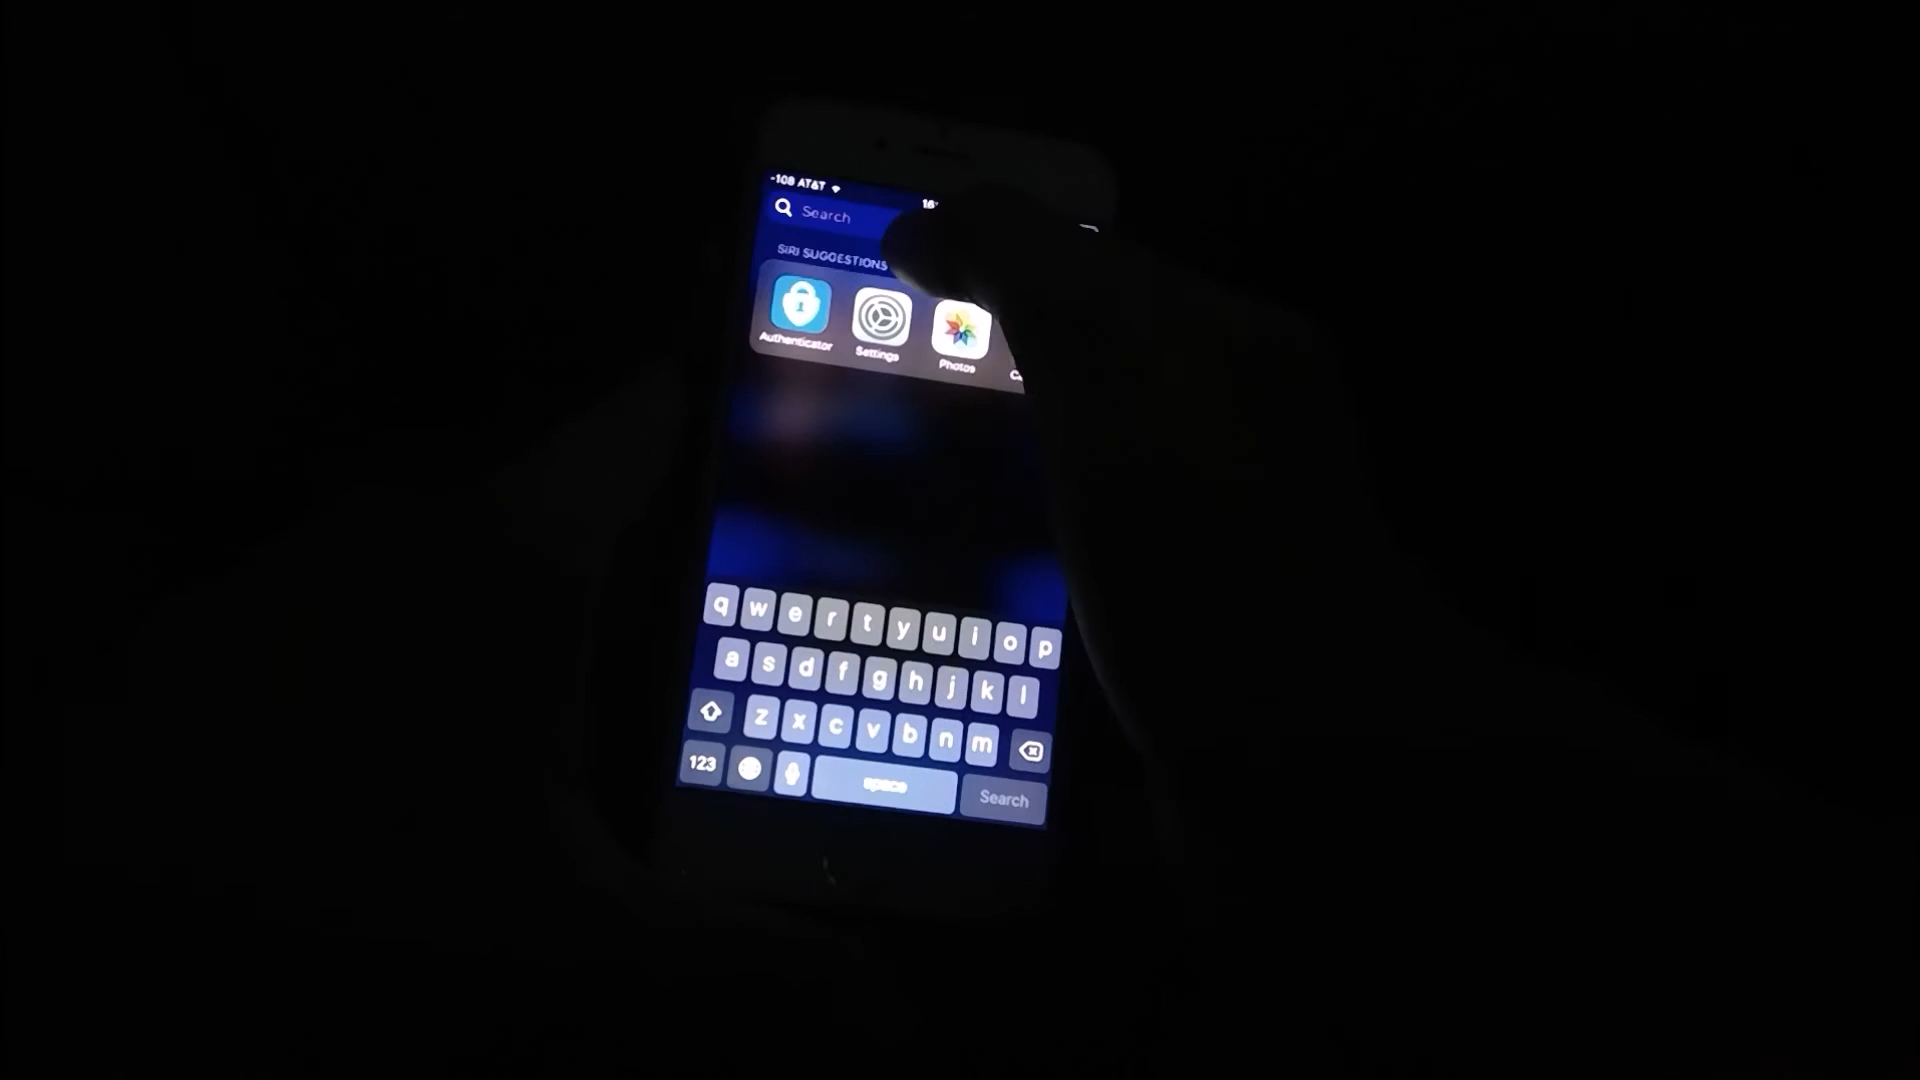 -108 AT&T
Search
SIRI SUGGESTIONS
Authenticator Settings Photos
q w e r t y u i o p
a s d f g h j k l
z x c v b n m
123 space Search